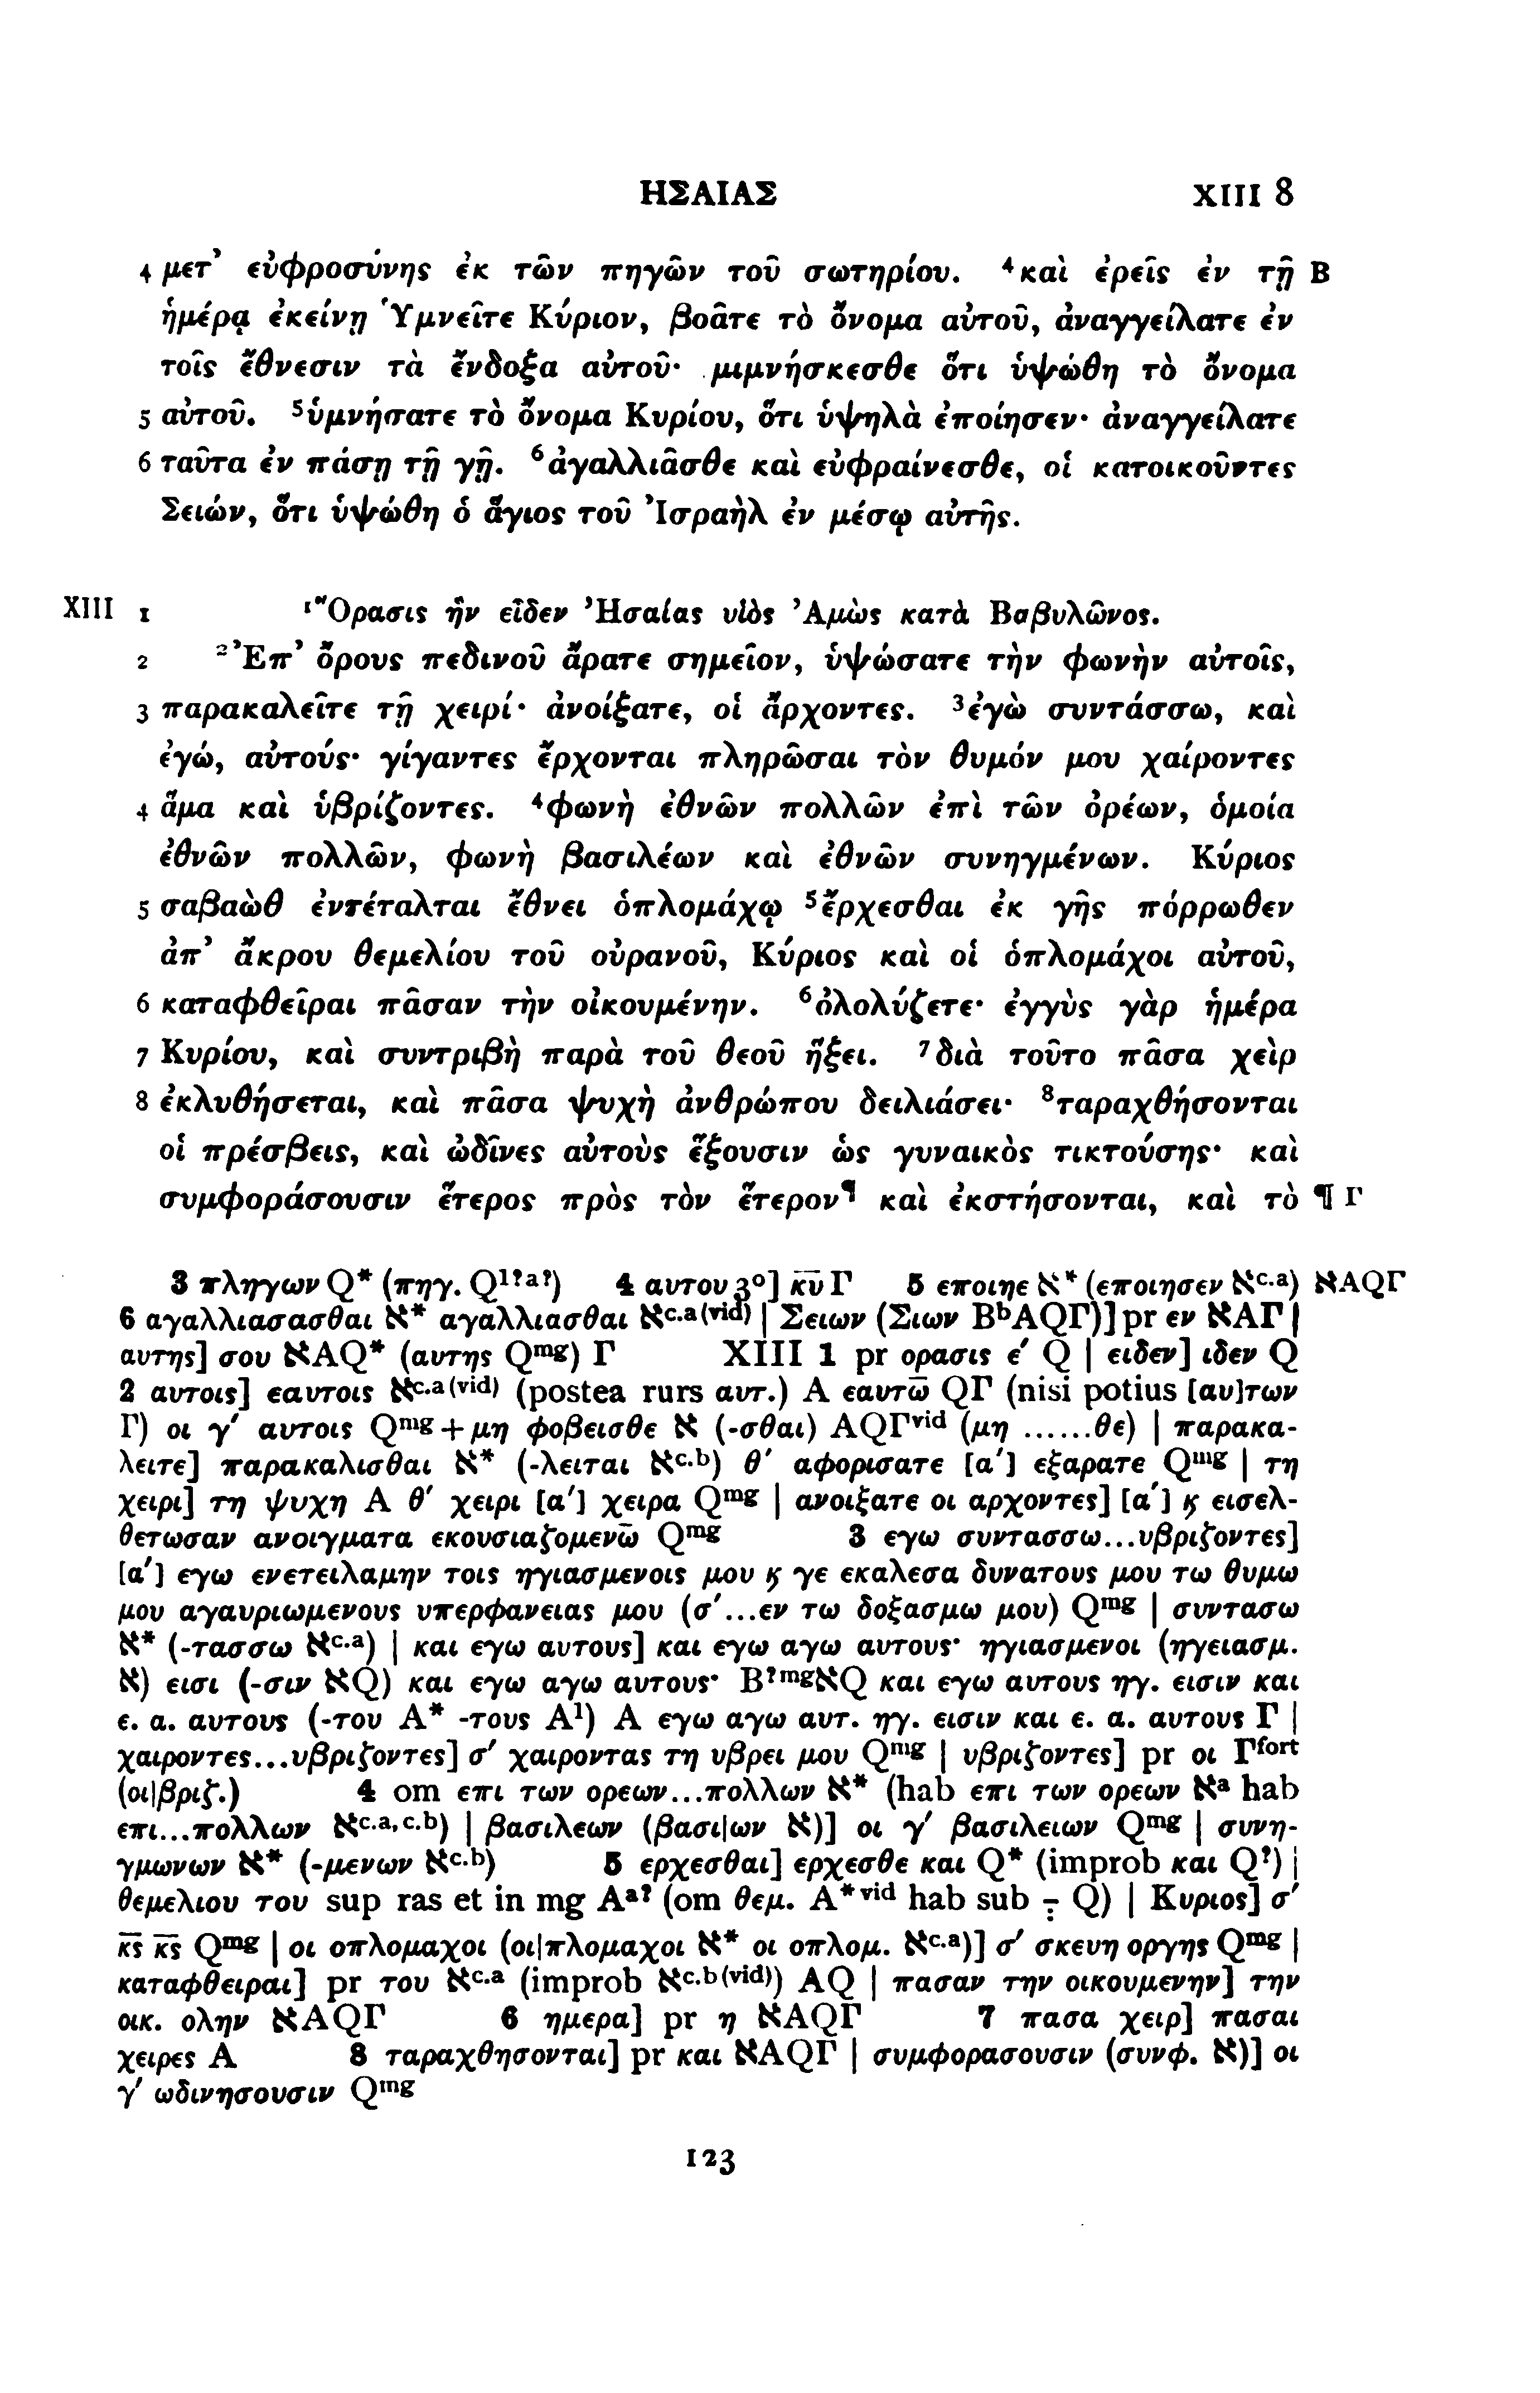 ΗΣΑΙΑΣ XIII 8
4 μετ᾽ εὐφροσύνης ἐκ τῶν πηγῶν τοῦ σωτηρίου. ⁴καὶ ἐρεῖς ἐν τῇ B
ἡμέρᾳ ἐκείνῃ Ὑμνεῖτε Κύριον, βοᾶτε τὸ ὄνομα αὐτοῦ, ἀναγγείλατε ἐν
τοῖς ἔθνεσιν τὰ ἔνδοξα αὐτοῦ· μιμνήσκεσθε ὅτι ὑψώθη τὸ ὄνομα
5 αὐτοῦ. ⁵ὑμνήσατε τὸ ὄνομα Κυρίου, ὅτι ὑψηλὰ ἐποίησεν· ἀναγγείλατε
6 ταῦτα ἐν πάσῃ τῇ γῇ. ⁶ἀγαλλιᾶσθε καὶ εὐφραίνεσθε, οἱ κατοικοῦντες
Σειών, ὅτι ὑψώθη ὁ ἅγιος τοῦ Ἰσραὴλ ἐν μέσῳ αὐτῆς.
XIII 1 ¹Ὅρασις ἣν εἶδεν Ἠσαίας υἱὸς Ἀμὼς κατὰ Βαβυλῶνος.
2 ²Ἐπ᾽ ὄρους πεδινοῦ ἄρατε σημεῖον, ὑψώσατε τὴν φωνὴν αὐτοῖς,
3 παρακαλεῖτε τῇ χειρί· ἀνοίξατε, οἱ ἄρχοντες. ³ἐγὼ συντάσσω, καὶ
ἐγώ, αὐτούς· γίγαντες ἔρχονται πληρῶσαι τὸν θυμόν μου χαίροντες
4 ἅμα καὶ ὑβρίζοντες. ⁴φωνὴ ἐθνῶν πολλῶν ἐπὶ τῶν ὀρέων, ὁμοία
ἐθνῶν πολλῶν, φωνὴ βασιλέων καὶ ἐθνῶν συνηγμένων. Κύριος
5 σαβαὼθ ἐντέταλται ἔθνει ὁπλομάχῳ ⁵ἔρχεσθαι ἐκ γῆς πόρρωθεν
ἀπ᾽ ἄκρου θεμελίου τοῦ οὐρανοῦ, Κύριος καὶ οἱ ὁπλομάχοι αὐτοῦ,
6 καταφθεῖραι πᾶσαν τὴν οἰκουμένην. ⁶ὀλολύζετε· ἐγγὺς γὰρ ἡμέρα
7 Κυρίου, καὶ συντριβὴ παρὰ τοῦ θεοῦ ἥξει. ⁷διὰ τοῦτο πᾶσα χεὶρ
8 ἐκλυθήσεται, καὶ πᾶσα ψυχὴ ἀνθρώπου δειλιάσει· ⁸ταραχθήσονται
οἱ πρέσβεις, καὶ ὠδῖνες αὐτοὺς ἕξουσιν ὡς γυναικὸς τικτούσης· καὶ
συμφοράσουσιν ἕτερος πρὸς τὸν ἕτερον¶ καὶ ἐκστήσονται, καὶ τὸ ¶ Γ
3 πληγων Q* (πηγ. Q¹ˀᵃˀ) 4 αυτου 3º] κ̅υ̅ Γ 5 εποιηε ℵ* (εποιησεν ℵᶜ·ᵃ) ℵAQΓ
6 αγαλλιασασθαι ℵ* αγαλλιασθαι ℵᶜ·ᵃ⁽ᵛⁱᵈ⁾ | Σειων (Σιων BᵇAQΓ)] pr εν ℵAΓ |
αυτης] σου ℵAQ* (αυτης Qᵐᵍ) Γ XIII 1 pr ορασις ε′ Q | ειδεν] ιδεν Q
2 αυτοις] εαυτοις ℵᶜ·ᵃ⁽ᵛⁱᵈ⁾ (postea rurs αυτ.) A εαυτω̅ QΓ (nisi potius [αυ]των
Γ) οι γ′ αυτοις Qᵐᵍ + μη φοβεισθε ℵ (-σθαι) AQΓᵛⁱᵈ (μη ......θε) | παρακα-
λειτε] παρακαλισθαι ℵ* (-λειται ℵᶜ·ᵇ) θ′ αφορισατε [α′] εξαρατε Qᵐᵍ | τη
χειρι] τη ψυχη A θ′ χειρι [α′] χειρα Qᵐᵍ | ανοιξατε οι αρχοντες] [α′] ϗ εισελ-
θετωσαν ανοιγματα εκουσιαζομενω̅ Qᵐᵍ 3 εγω συντασσω...υβριζοντες]
[α′] εγω ενετειλαμην τοις ηγιασμενοις μου ϗ γε εκαλεσα δυνατους μου τω θυμω
μου αγαυριωμενους υπερφανειας μου (σ′...εν τω δοξασμω μου) Qᵐᵍ | συντασω
ℵ* (-τασσω ℵᶜ·ᵃ) | και εγω αυτους] και εγω αγω αυτους· ηγιασμενοι (ηγειασμ.
ℵ) εισι (-σιν ℵQ) και εγω αγω αυτους· BˀᵐᵍℵQ και εγω αυτους ηγ. εισιν και
ε. α. αυτους (-του A* -τους A¹) A εγω αγω αυτ. ηγ. εισιν και ε. α. αυτους Γ |
χαιροντες...υβριζοντες] σ′ χαιροντας τη υβρει μου Qᵐᵍ | υβριζοντες] pr οι Γᶠᵒʳᵗ
(οι|βριζ.) 4 om επι των ορεων...πολλων ℵ* (hab επι των ορεων ℵᵃ hab
επι...πολλων ℵᶜ·ᵃ,ᶜ·ᵇ) | βασιλεων (βασι|ων ℵ)] οι γ′ βασιλειων Qᵐᵍ | συνη-
γμωνων ℵ* (-μενων ℵᶜ·ᵇ) 5 ερχεσθαι] ερχεσθε και Q* (improb και Qˀ) |
θεμελιου του sup ras et in mg Aᵃˀ (om θεμ. A*ᵛⁱᵈ hab sub ⁒ Q) | Κυριος] σ′
κ̅ς̅ κ̅ς̅ Qᵐᵍ | οι οπλομαχοι (οι|πλομαχοι ℵ* οι οπλομ. ℵᶜ·ᵃ)] σ′ σκευη οργης Qᵐᵍ |
καταφθειραι] pr του ℵᶜ·ᵃ (improb ℵᶜ·ᵇ⁽ᵛⁱᵈ⁾) AQ | πασαν την οικουμενην] την
οικ. ολην ℵAQΓ 6 ημερα] pr η ℵAQΓ 7 πασα χειρ] πασαι
χειρες A 8 ταραχθησονται] pr και ℵAQΓ | συμφορασουσιν (συνφ. ℵ)] οι
γ′ ωδινησουσιν Qᵐᵍ
123